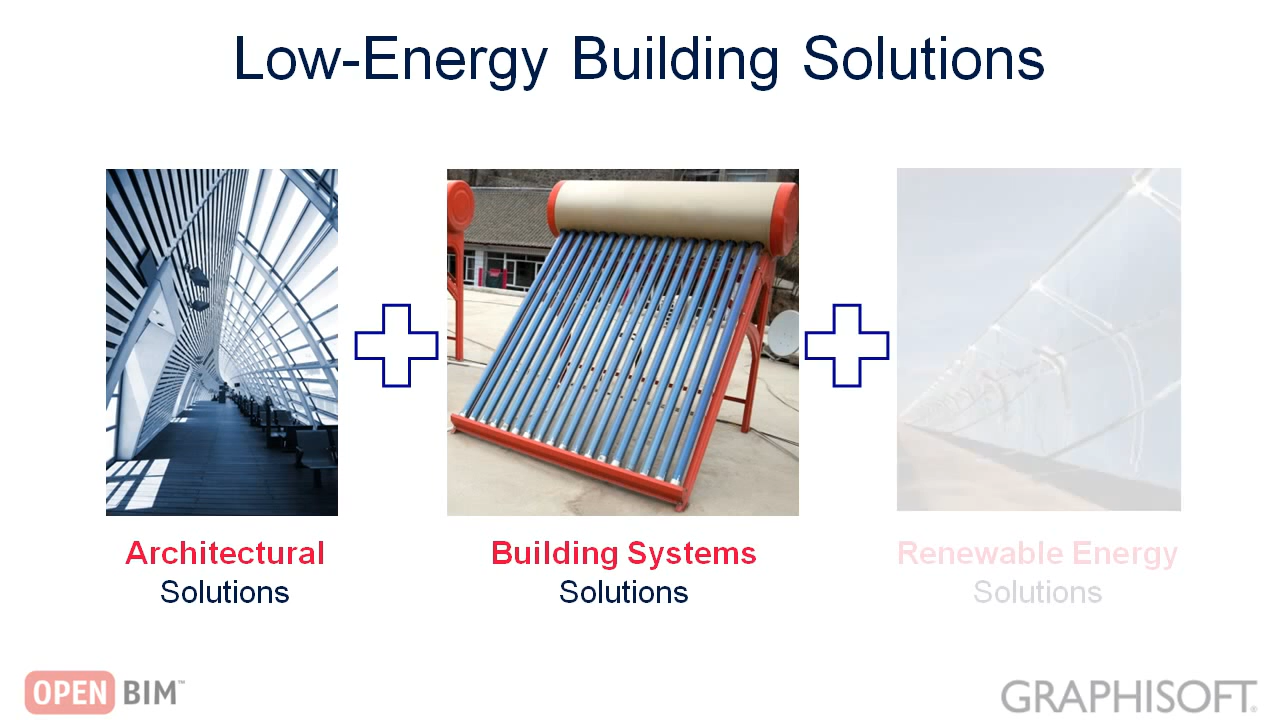 Low-Energy Building Solutions
Architectural
Solutions
Building Systems
Solutions
Renewable Energy
Solutions
OPEN BIM™
GRAPHISOFT®